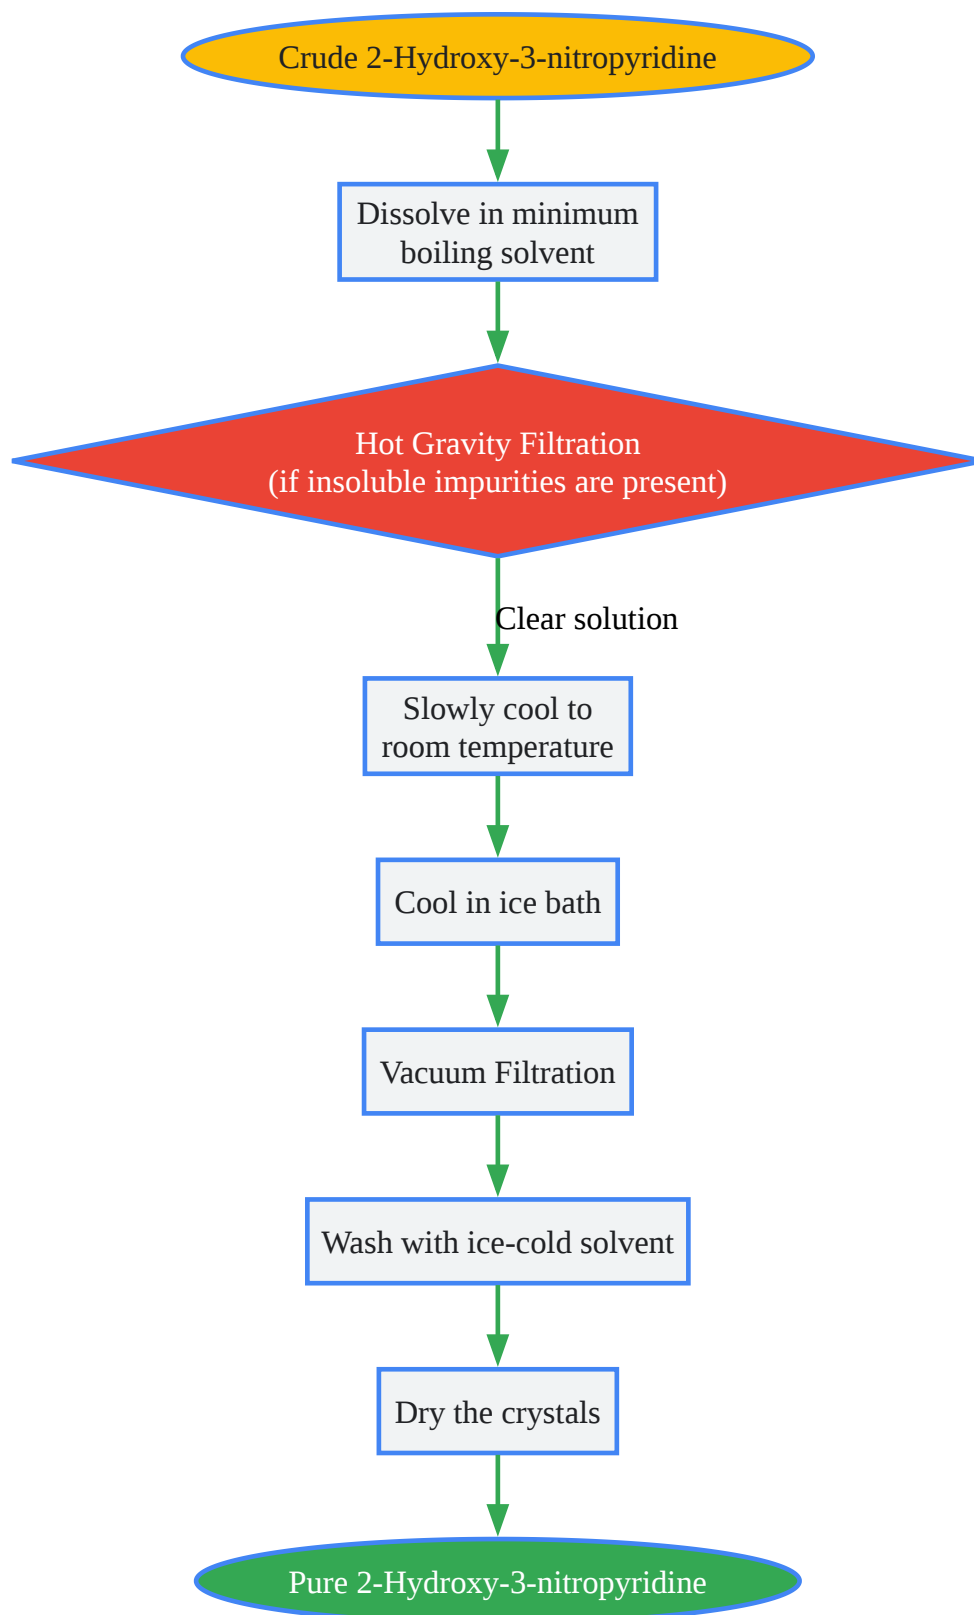 Crude 2-Hydroxy-3-nitropyridine
Dissolve in minimum
boiling solvent
Hot Gravity Filtration
(if insoluble impurities are present)
Clear solution
Slowly cool to
room temperature
Cool in ice bath
Vacuum Filtration
Wash with ice-cold solvent
Dry the crystals
Pure 2-Hydroxy-3-nitropyridine